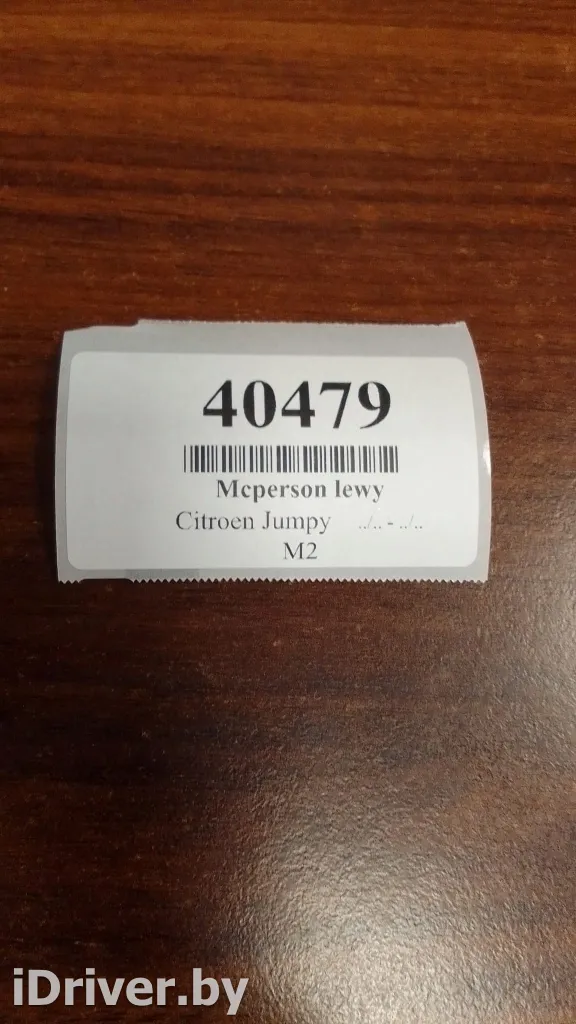 40479
Mcperson lewy
Citroen Jumpy ../.. - ../..
M2
iDriver.by